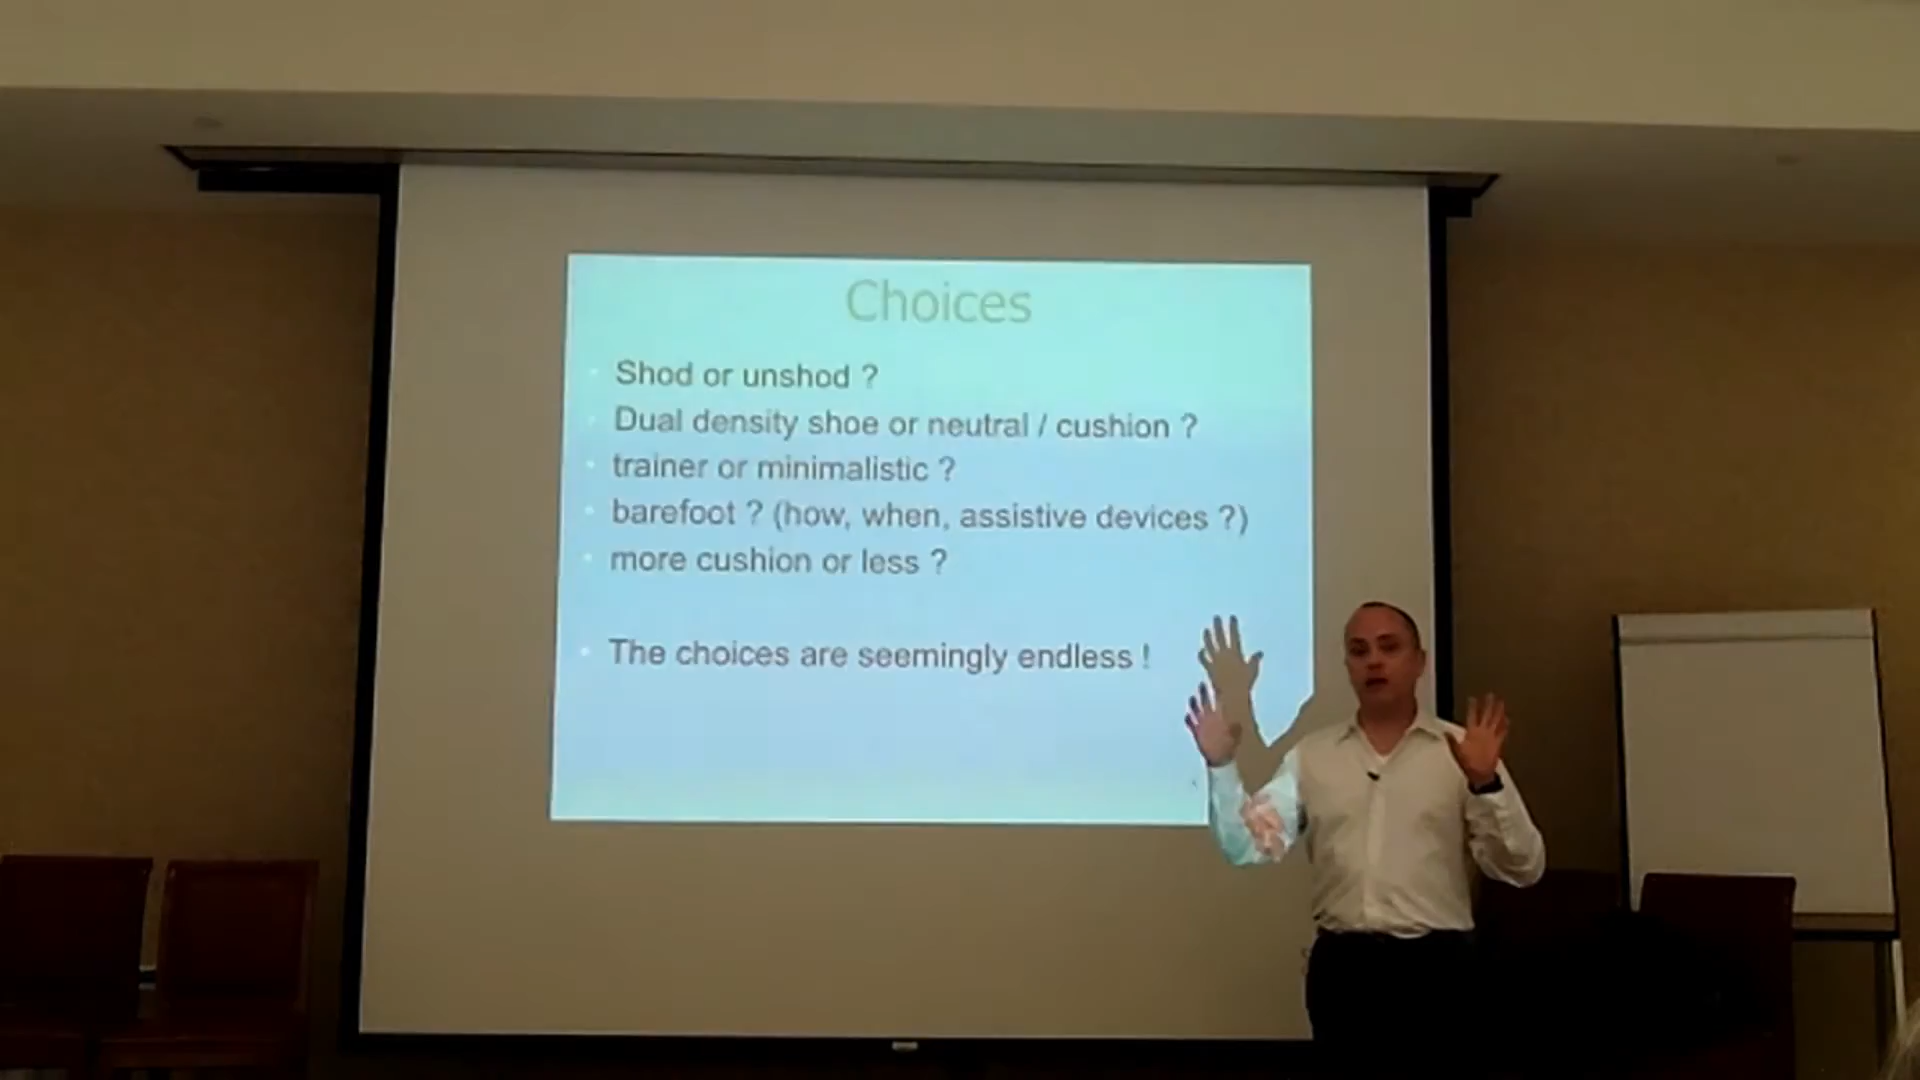 Choices
Shod or unshod ?
Dual density shoe or neutral / cushion ?
trainer or minimalistic ?
barefoot ? (how, when, assistive devices ?)
more cushion or less ?
The choices are seemingly endless !